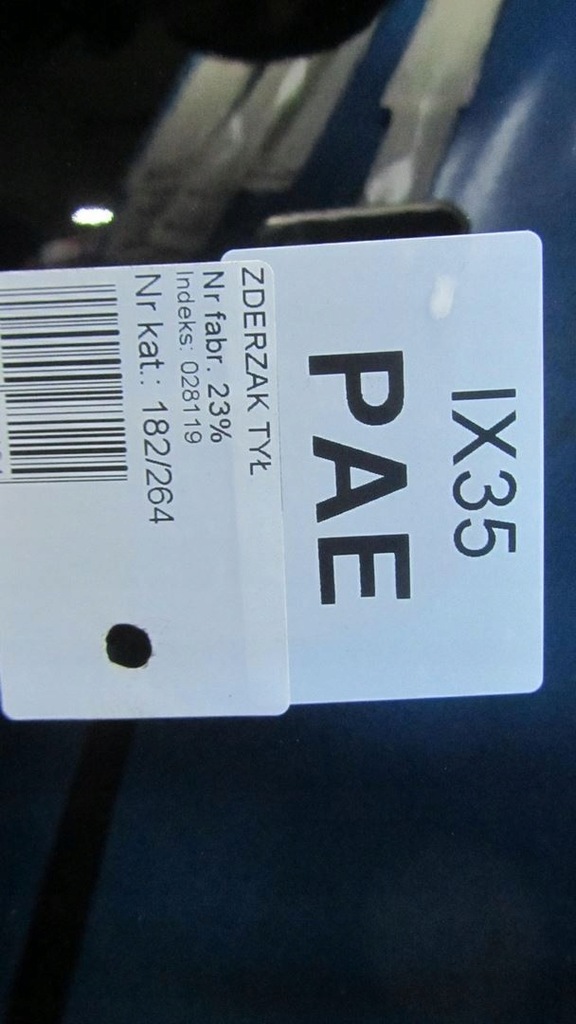 IX35
PAE
ZDERZAK TYŁ
Nr fabr. 23%
Indeks: 028119
Nr kat.: 182/264